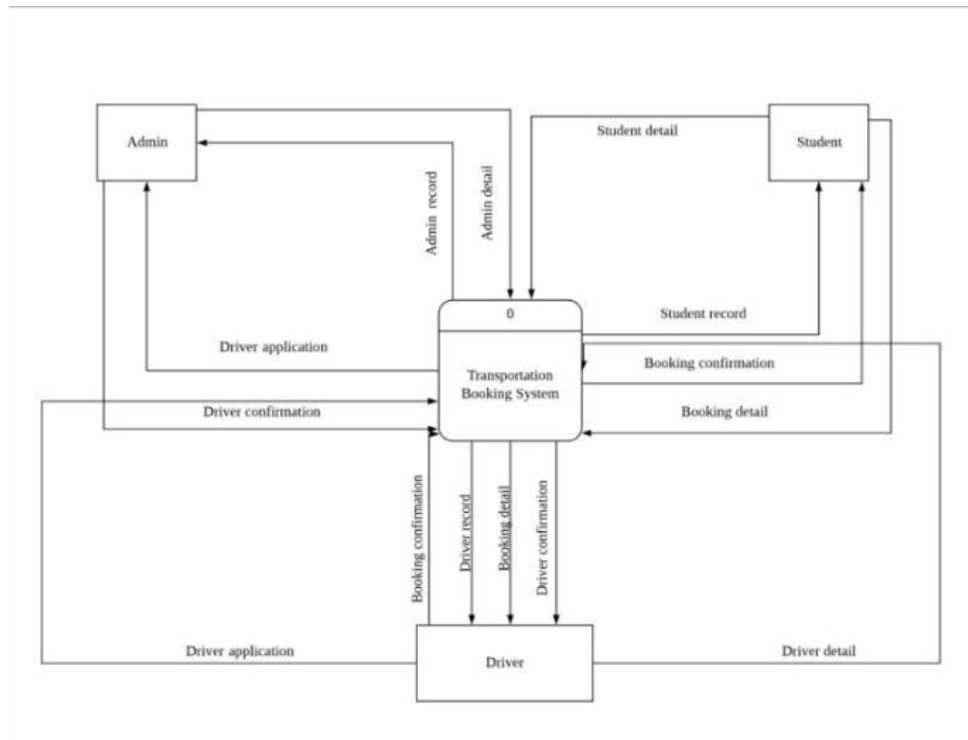 Admin
Student
Student detail
Admin record
Admin detail
0
Student record
Driver application
Transportation
Booking System
Booking confirmation
Driver confirmation
Booking detail
Booking confirmation
Driver record
Booking detail
Driver confirmation
Driver application
Driver
Driver detail